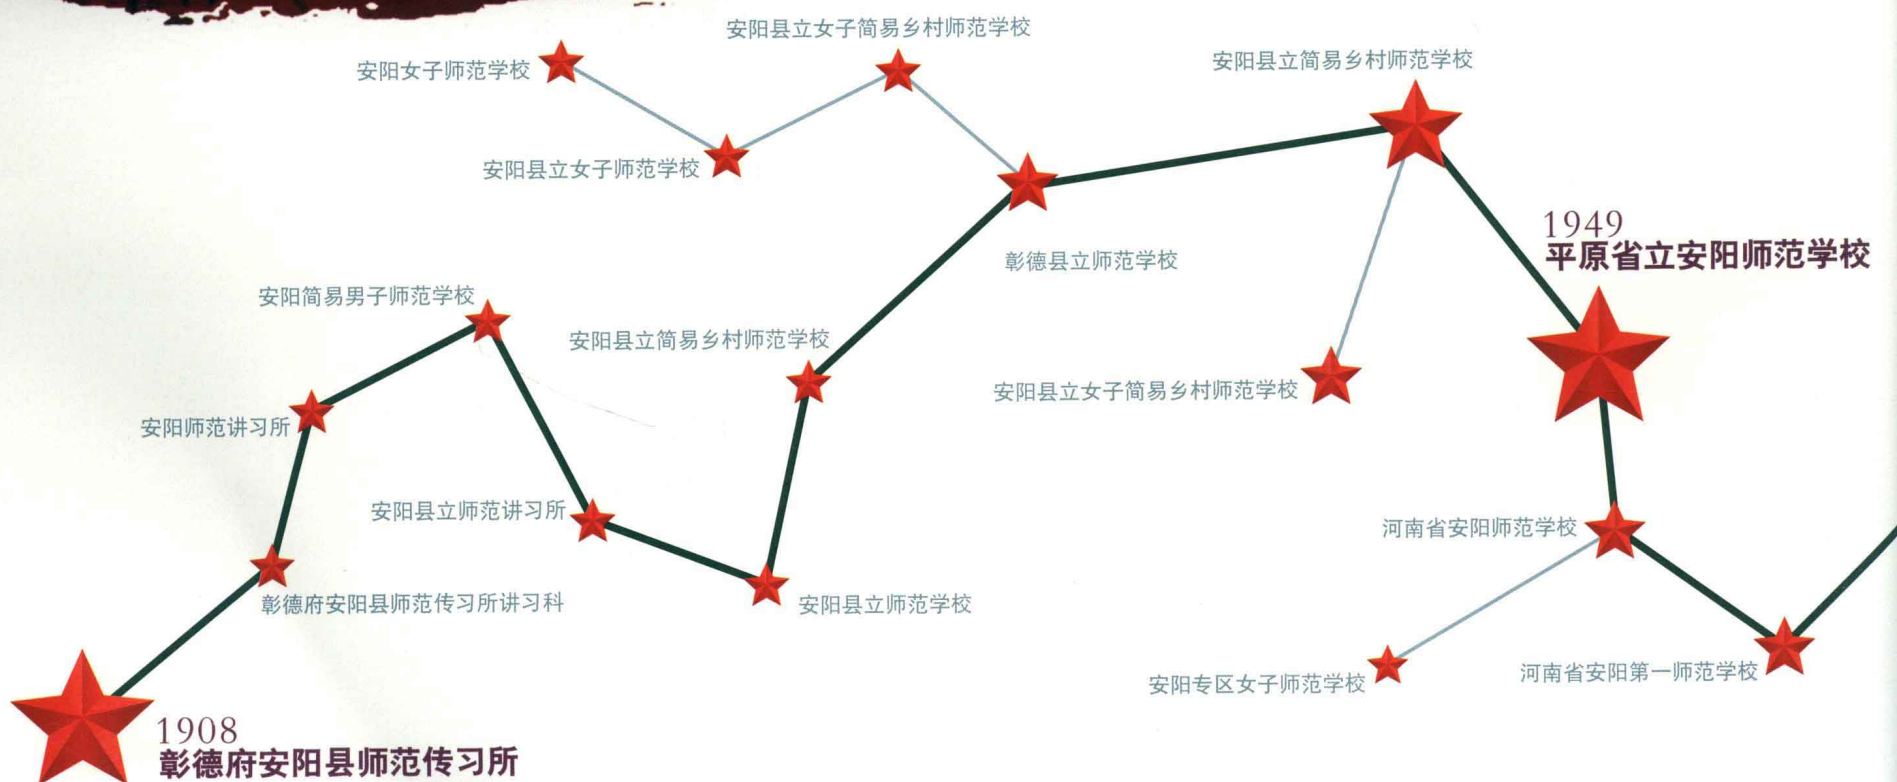 安阳县立女子简易乡村师范学校
安阳县立简易乡村师范学校
安阳女子师范学校
安阳县立女子师范学校
1949
平原省立安阳师范学校
彰德县立师范学校
安阳简易男子师范学校
安阳县立简易乡村师范学校
安阳县立女子简易乡村师范学校
安阳师范讲习所
安阳县立师范讲习所
河南省安阳师范学校
彰德府安阳县师范传习所讲习科
安阳县立师范学校
河南省安阳第一师范学校
安阳专区女子师范学校
1908
彰德府安阳县师范传习所